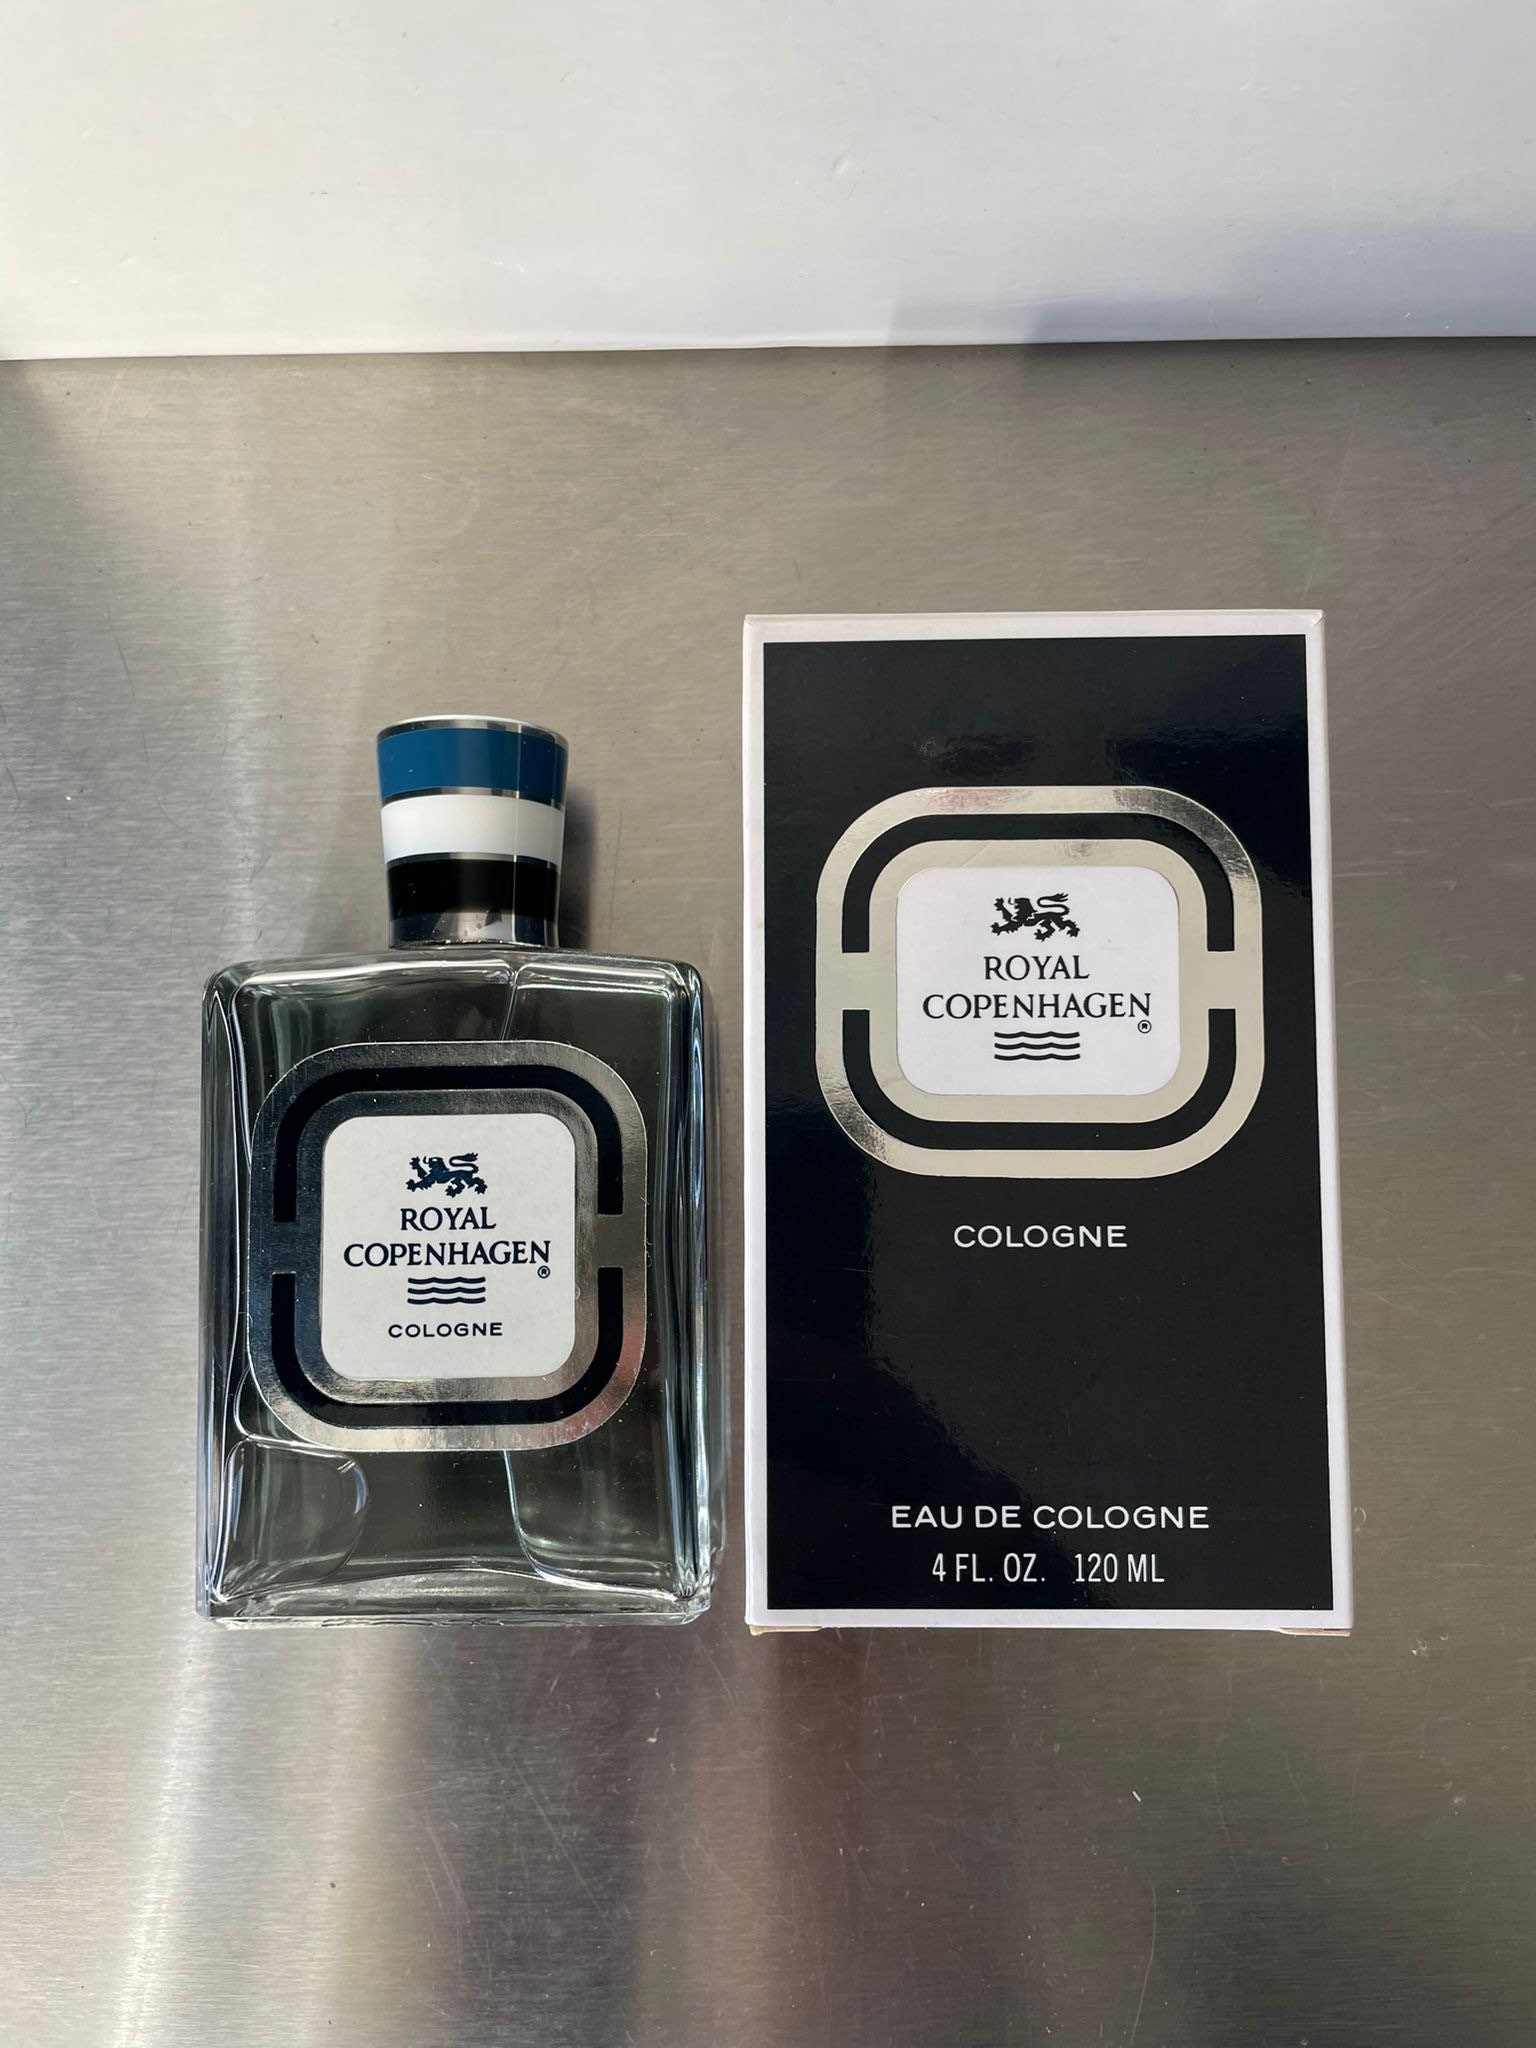 ROYAL
COPENHAGEN®
COLOGNE
ROYAL
COPENHAGEN®
COLOGNE
EAU DE COLOGNE
4 FL. OZ. 120 ML